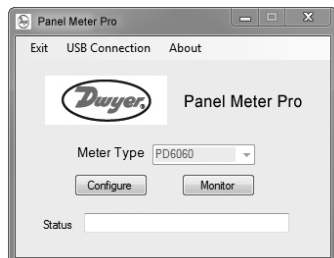 Panel Meter Pro
Exit USB Connection About
Dwyer
Panel Meter Pro
Meter Type PD6060
Configure Monitor
Status